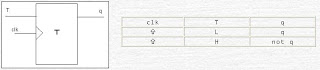 T q
clk
T
clk T q
⇧ L q
⇧ H not q